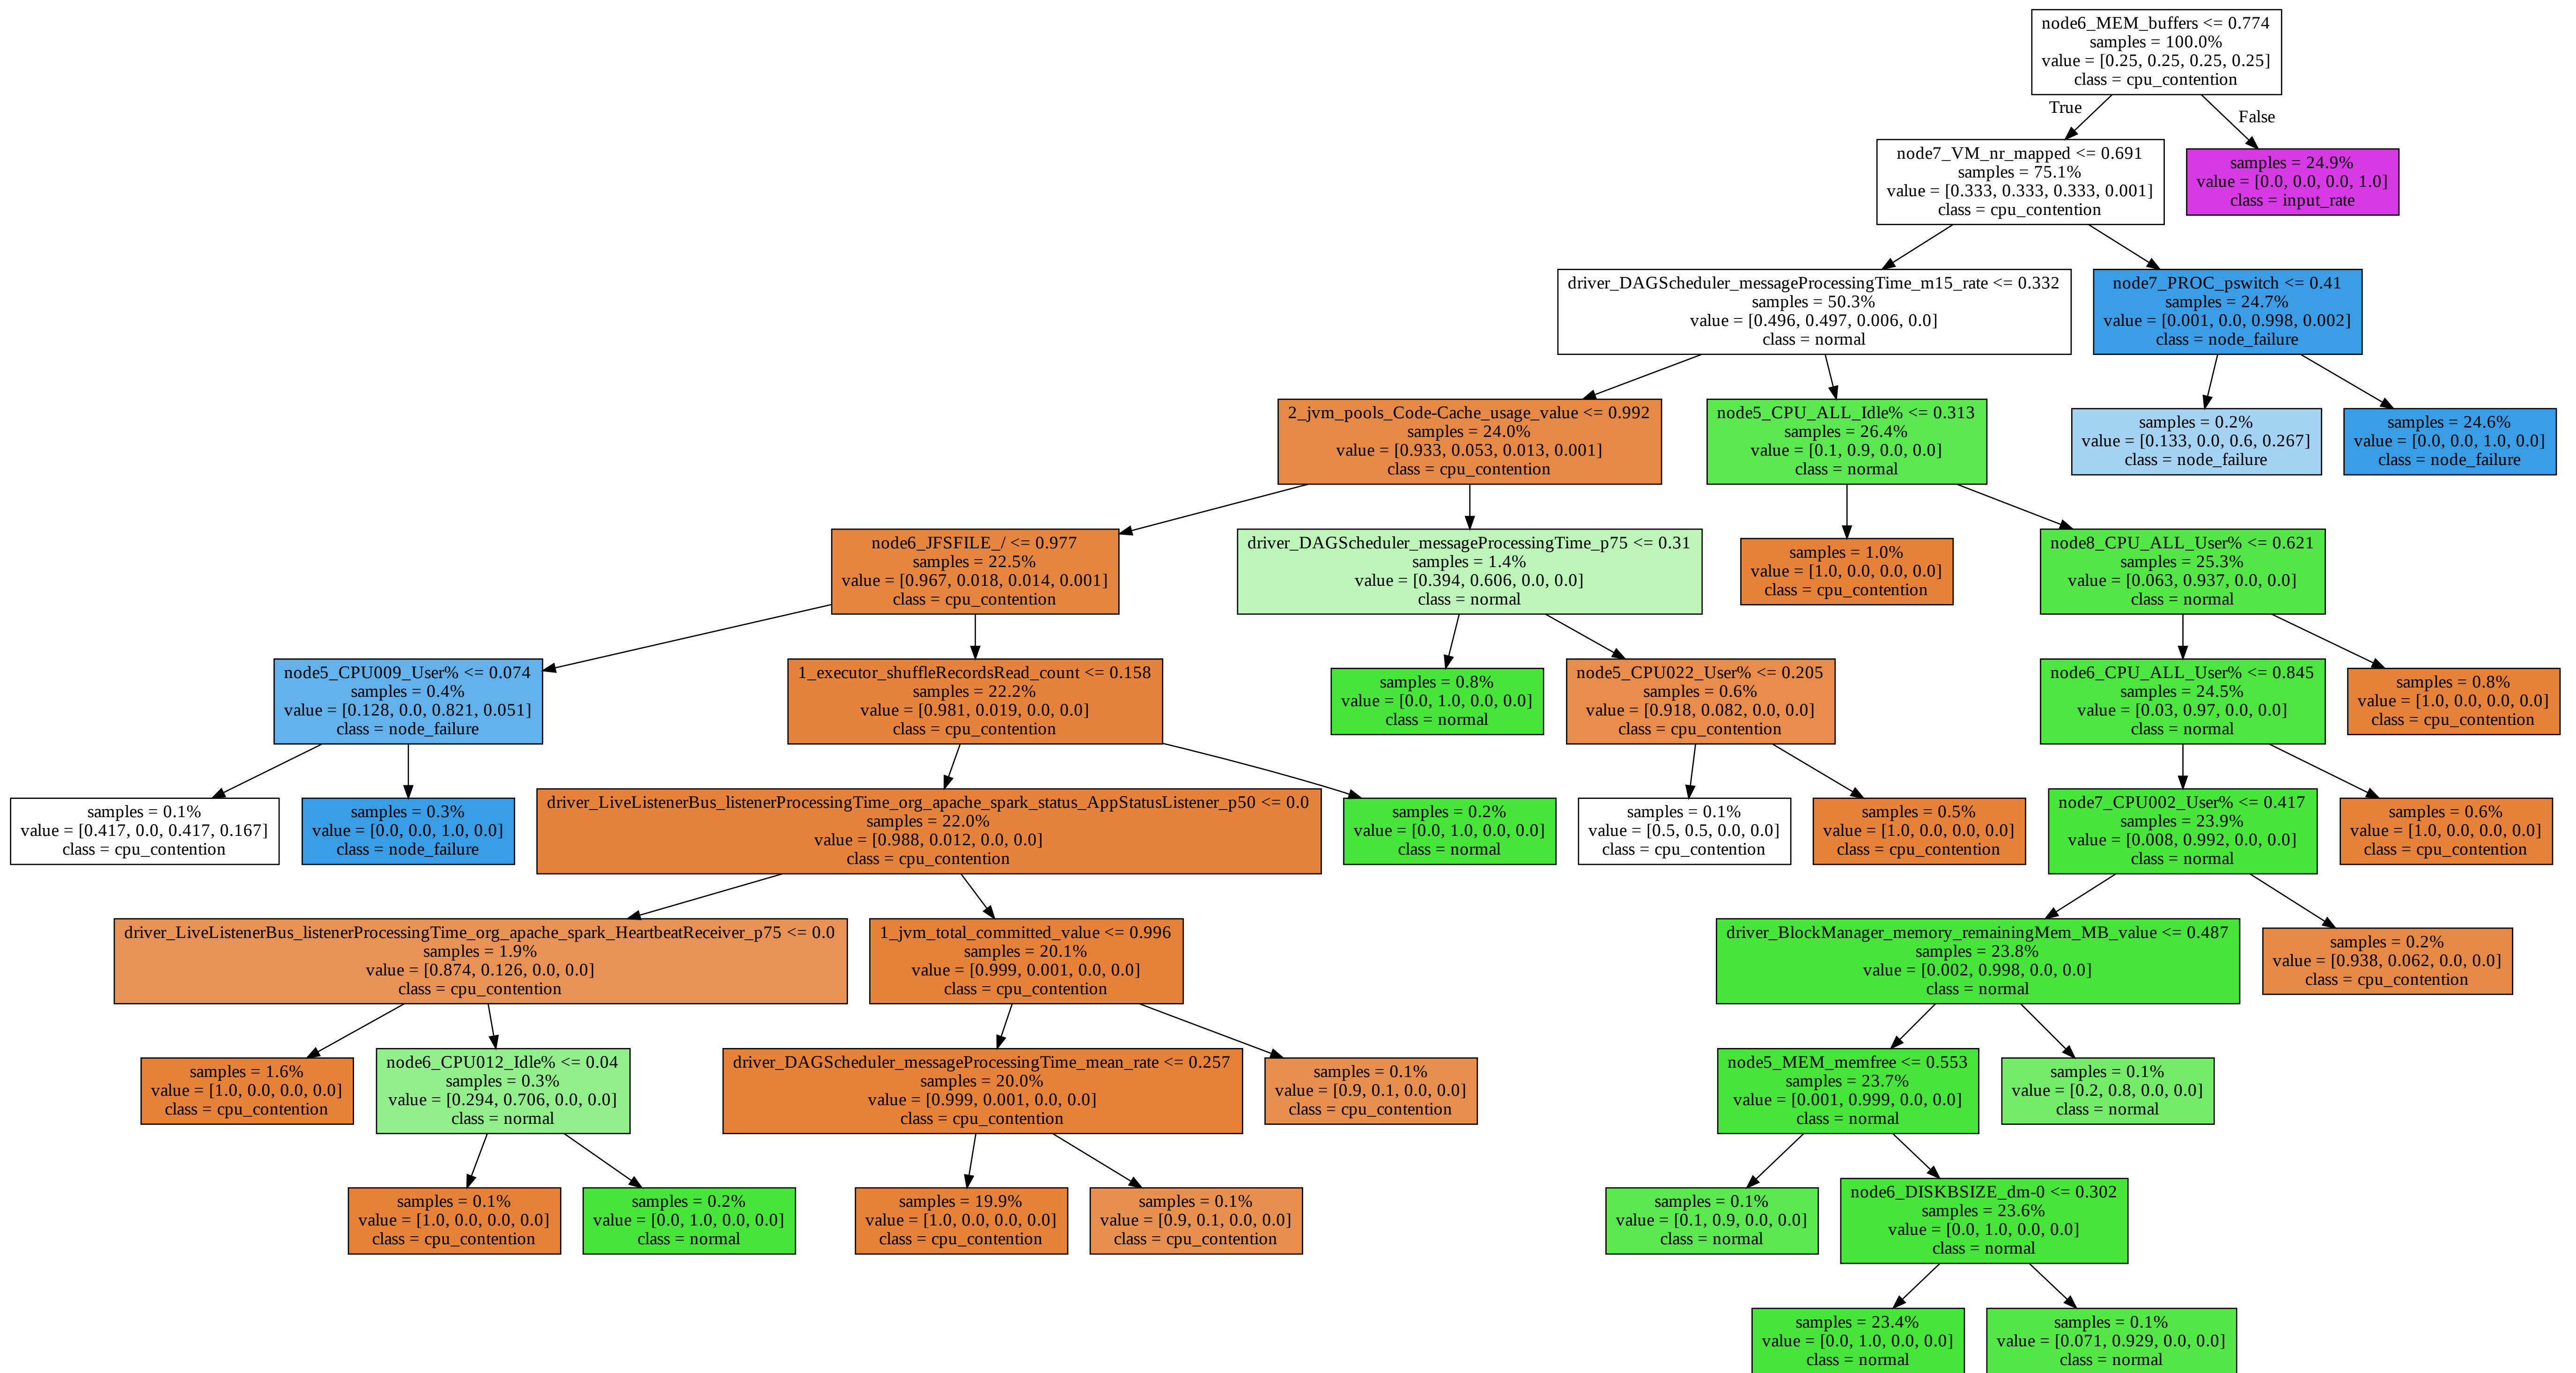 node6_MEM_buffers <= 0.774
samples = 100.0%
value = [0.25, 0.25, 0.25, 0.25]
class = cpu_contention
True
False
node7_VM_nr_mapped <= 0.691
samples = 75.1%
value = [0.333, 0.333, 0.333, 0.001]
class = cpu_contention
samples = 24.9%
value = [0.0, 0.0, 0.0, 1.0]
class = input_rate
driver_DAGScheduler_messageProcessingTime_m15_rate <= 0.332
samples = 50.3%
value = [0.496, 0.497, 0.006, 0.0]
class = normal
node7_PROC_pswitch <= 0.41
samples = 24.7%
value = [0.001, 0.0, 0.998, 0.002]
class = node_failure
2_jvm_pools_Code-Cache_usage_value <= 0.992
samples = 24.0%
value = [0.933, 0.053, 0.013, 0.001]
class = cpu_contention
node5_CPU_ALL_Idle% <= 0.313
samples = 26.4%
value = [0.1, 0.9, 0.0, 0.0]
class = normal
samples = 0.2%
value = [0.133, 0.0, 0.6, 0.267]
class = node_failure
samples = 24.6%
value = [0.0, 0.0, 1.0, 0.0]
class = node_failure
node6_JFSFILE_/ <= 0.977
samples = 22.5%
value = [0.967, 0.018, 0.014, 0.001]
class = cpu_contention
driver_DAGScheduler_messageProcessingTime_p75 <= 0.31
samples = 1.4%
value = [0.394, 0.606, 0.0, 0.0]
class = normal
samples = 1.0%
value = [1.0, 0.0, 0.0, 0.0]
class = cpu_contention
node8_CPU_ALL_User% <= 0.621
samples = 25.3%
value = [0.063, 0.937, 0.0, 0.0]
class = normal
node5_CPU009_User% <= 0.074
samples = 0.4%
value = [0.128, 0.0, 0.821, 0.051]
class = node_failure
1_executor_shuffleRecordsRead_count <= 0.158
samples = 22.2%
value = [0.981, 0.019, 0.0, 0.0]
class = cpu_contention
samples = 0.8%
value = [0.0, 1.0, 0.0, 0.0]
class = normal
node5_CPU022_User% <= 0.205
samples = 0.6%
value = [0.918, 0.082, 0.0, 0.0]
class = cpu_contention
node6_CPU_ALL_User% <= 0.845
samples = 24.5%
value = [0.03, 0.97, 0.0, 0.0]
class = normal
samples = 0.8%
value = [1.0, 0.0, 0.0, 0.0]
class = cpu_contention
samples = 0.1%
value = [0.417, 0.0, 0.417, 0.167]
class = cpu_contention
samples = 0.3%
value = [0.0, 0.0, 1.0, 0.0]
class = node_failure
driver_LiveListenerBus_listenerProcessingTime_org_apache_spark_status_AppStatusListener_p50 <= 0.0
samples = 22.0%
value = [0.988, 0.012, 0.0, 0.0]
class = cpu_contention
samples = 0.2%
value = [0.0, 1.0, 0.0, 0.0]
class = normal
samples = 0.1%
value = [0.5, 0.5, 0.0, 0.0]
class = cpu_contention
samples = 0.5%
value = [1.0, 0.0, 0.0, 0.0]
class = cpu_contention
node7_CPU002_User% <= 0.417
samples = 23.9%
value = [0.008, 0.992, 0.0, 0.0]
class = normal
samples = 0.6%
value = [1.0, 0.0, 0.0, 0.0]
class = cpu_contention
driver_LiveListenerBus_listenerProcessingTime_org_apache_spark_HeartbeatReceiver_p75 <= 0.0
samples = 1.9%
value = [0.874, 0.126, 0.0, 0.0]
class = cpu_contention
1_jvm_total_committed_value <= 0.996
samples = 20.1%
value = [0.999, 0.001, 0.0, 0.0]
class = cpu_contention
driver_BlockManager_memory_remainingMem_MB_value <= 0.487
samples = 23.8%
value = [0.002, 0.998, 0.0, 0.0]
class = normal
samples = 0.2%
value = [0.938, 0.062, 0.0, 0.0]
class = cpu_contention
samples = 1.6%
value = [1.0, 0.0, 0.0, 0.0]
class = cpu_contention
node6_CPU012_Idle% <= 0.04
samples = 0.3%
value = [0.294, 0.706, 0.0, 0.0]
class = normal
driver_DAGScheduler_messageProcessingTime_mean_rate <= 0.257
samples = 20.0%
value = [0.999, 0.001, 0.0, 0.0]
class = cpu_contention
samples = 0.1%
value = [0.9, 0.1, 0.0, 0.0]
class = cpu_contention
node5_MEM_memfree <= 0.553
samples = 23.7%
value = [0.001, 0.999, 0.0, 0.0]
class = normal
samples = 0.1%
value = [0.2, 0.8, 0.0, 0.0]
class = normal
samples = 0.1%
value = [1.0, 0.0, 0.0, 0.0]
class = cpu_contention
samples = 0.2%
value = [0.0, 1.0, 0.0, 0.0]
class = normal
samples = 19.9%
value = [1.0, 0.0, 0.0, 0.0]
class = cpu_contention
samples = 0.1%
value = [0.9, 0.1, 0.0, 0.0]
class = cpu_contention
samples = 0.1%
value = [0.1, 0.9, 0.0, 0.0]
class = normal
node6_DISKBSIZE_dm-0 <= 0.302
samples = 23.6%
value = [0.0, 1.0, 0.0, 0.0]
class = normal
samples = 23.4%
value = [0.0, 1.0, 0.0, 0.0]
class = normal
samples = 0.1%
value = [0.071, 0.929, 0.0, 0.0]
class = normal